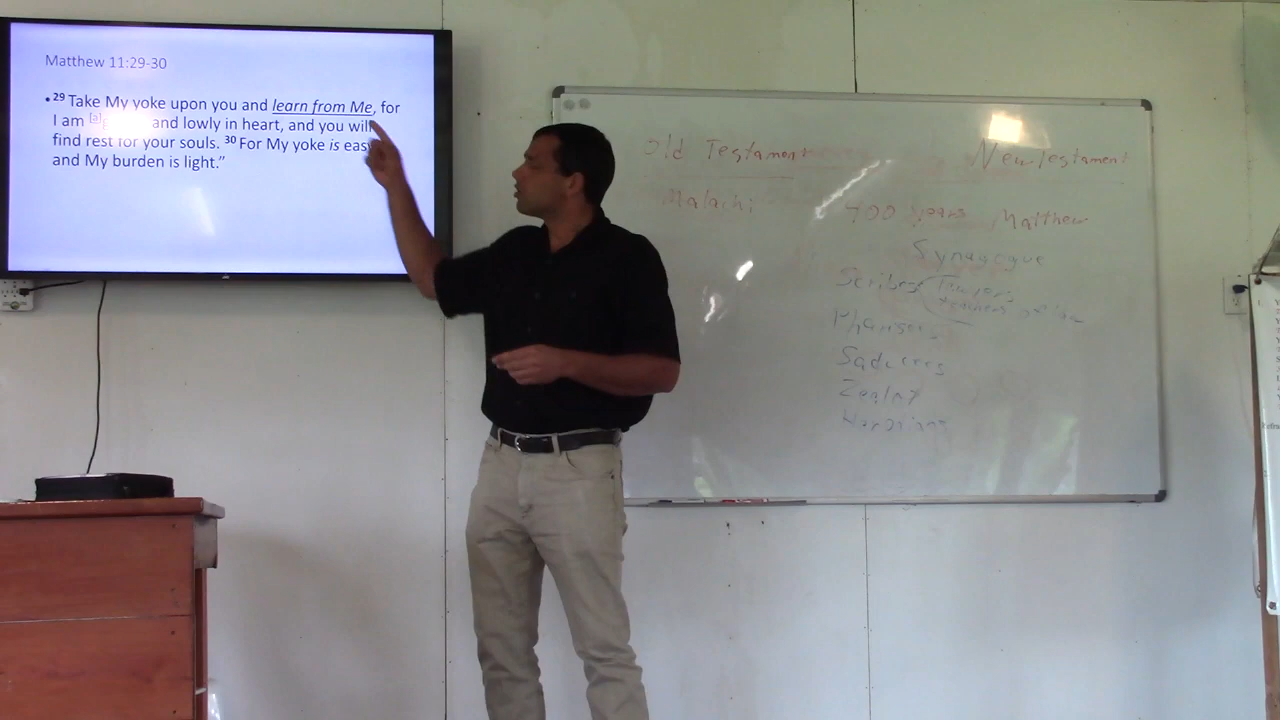 Matthew 11:29-30
• 29 Take My yoke upon you and learn from Me, for
I am [a] and lowly in heart, and you will
find rest for your souls. 30 For My yoke is easy
and My burden is light.”
Old Testament
New Testament
Malachi
400 years
Matthew
Synagogue
Scribes
Zealot